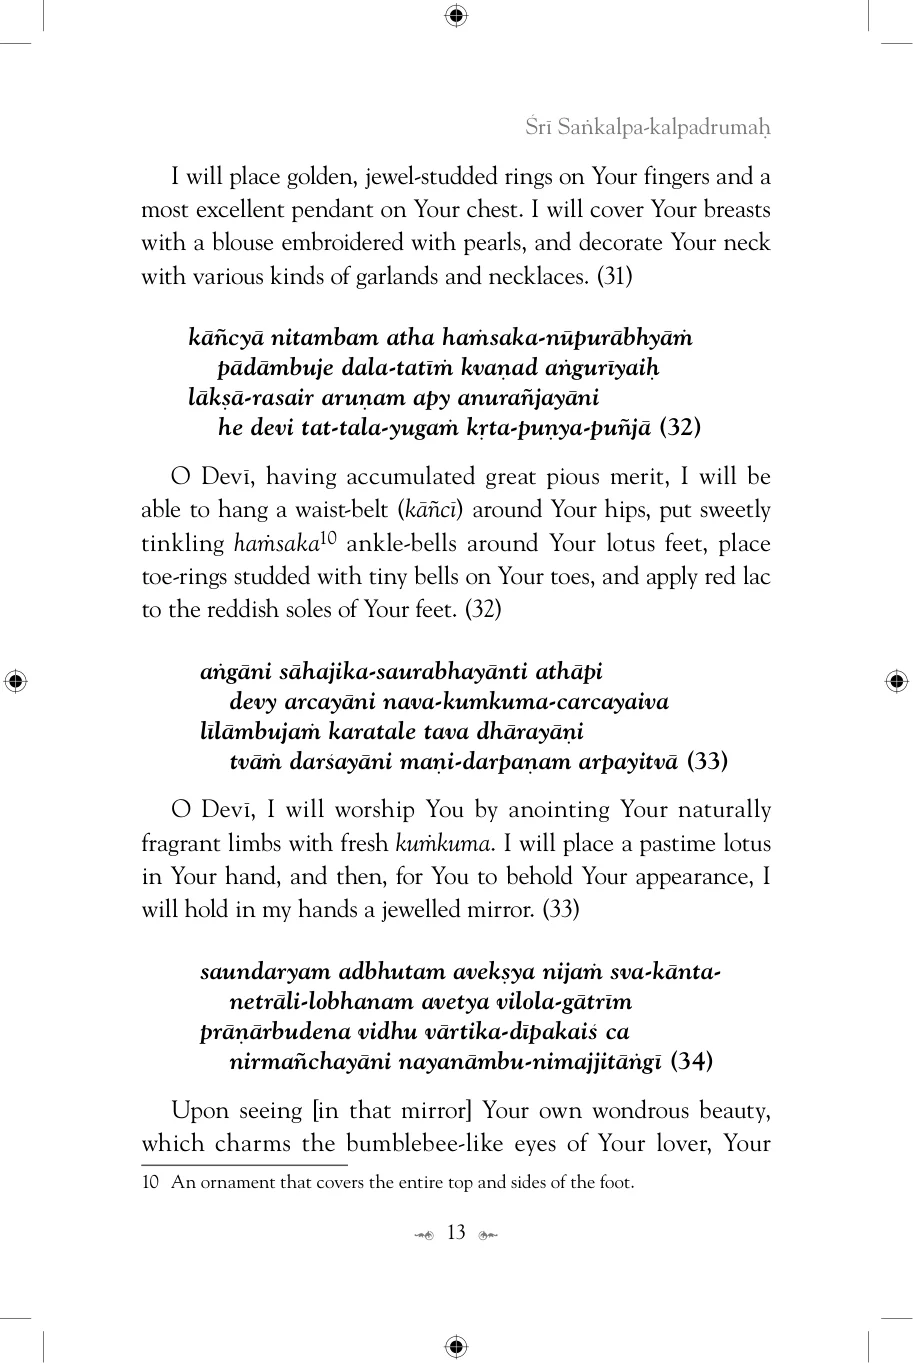 Śrī Saṅkalpa-kalpadrumaḥ
I will place golden, jewel-studded rings on Your fingers and a
most excellent pendant on Your chest. I will cover Your breasts
with a blouse embroidered with pearls, and decorate Your neck
with various kinds of garlands and necklaces. (31)
kāñcyā nitambam atha haṁsaka-nūpurābhyāṁ
pādāmbuje dala-tatīṁ kvaṇad aṅgurīyaiḥ
lākṣā-rasair aruṇam apy anurañjayāni
he devi tat-tala-yugaṁ kṛta-puṇya-puñjā (32)
O Devī, having accumulated great pious merit, I will be
able to hang a waist-belt (kāñcī) around Your hips, put sweetly
tinkling haṁsaka10 ankle-bells around Your lotus feet, place
toe-rings studded with tiny bells on Your toes, and apply red lac
to the reddish soles of Your feet. (32)
aṅgāni sāhajika-saurabhayānti athāpi
devy arcayāni nava-kumkuma-carcayaiva
līlāmbujaṁ karatale tava dhārayāṇi
tvāṁ darśayāni maṇi-darpaṇam arpayitvā (33)
O Devī, I will worship You by anointing Your naturally
fragrant limbs with fresh kuṁkuma. I will place a pastime lotus
in Your hand, and then, for You to behold Your appearance, I
will hold in my hands a jewelled mirror. (33)
saundaryam adbhutam avekṣya nijaṁ sva-kānta-
netrāli-lobhanam avetya vilola-gātrīm
prāṇārbudena vidhu vārtika-dīpakaiś ca
nirmañchayāni nayanāmbu-nimajjitāṅgī (34)
Upon seeing [in that mirror] Your own wondrous beauty,
which charms the bumblebee-like eyes of Your lover, Your
10 An ornament that covers the entire top and sides of the foot.
13